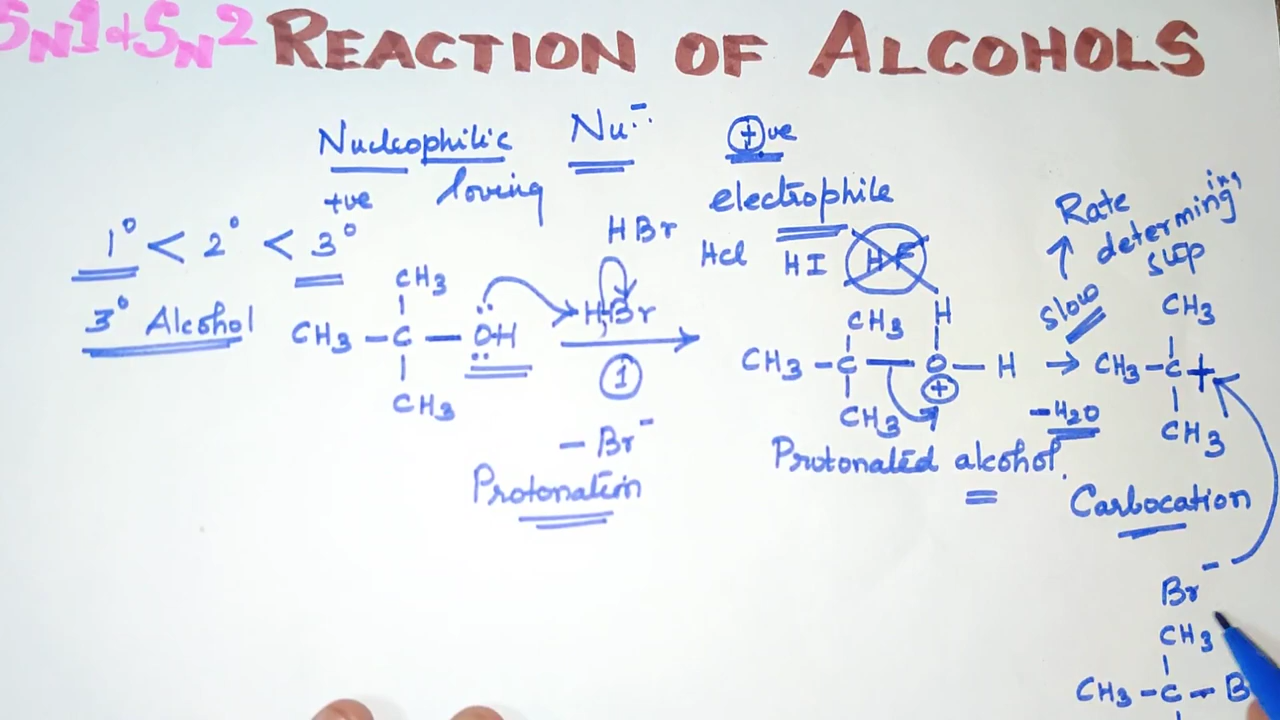 SN1+SN2 REACTION OF ALCOHOLS
Nucleophilic Nu⁻: ⊕ve
+ve loving electrophile
HBr HCl HI HF
1° < 2° < 3°
3° Alcohol
CH3
CH3 - C - OH
CH3
H-Br
①
- Br⁻
Protonation
H
CH3
CH3 - C - O - H
⊕
CH3
Protonated alcohol.
Rate
determining
step
slow
→
-H2O
CH3
CH3 - C +
CH3
Carbocation
Br⁻
CH3
CH3 - C - B